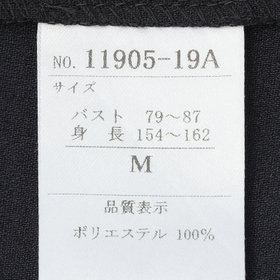 NO. 11905-19A
サイズ
バスト 79～87
身長 154～162
M
品質表示
ポリエステル 100%